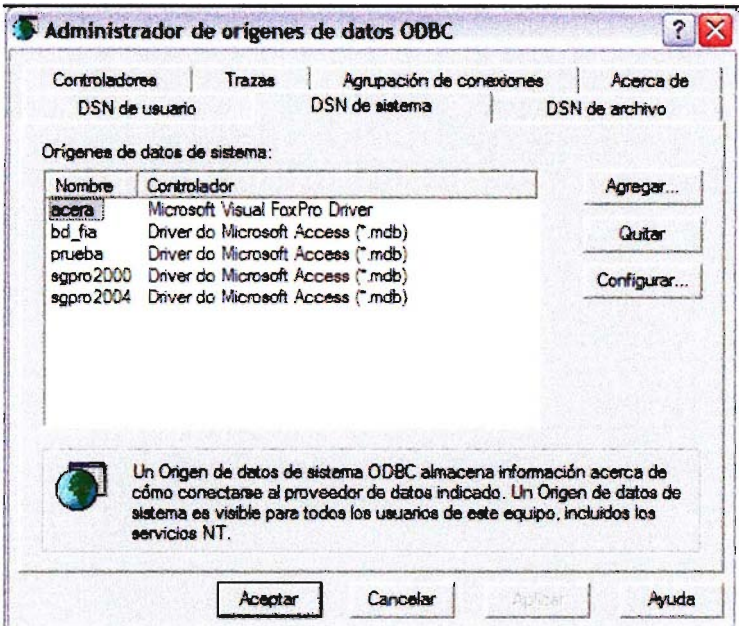 Administrador de orígenes de datos ODBC
Controladores Trazas Agrupación de conexiones Acerca de
DSN de usuario DSN de sistema DSN de archivo
Orígenes de datos de sistema:
Nombre Controlador
acera Microsoft Visual FoxPro Driver
bd_fia Driver do Microsoft Access (*.mdb)
prueba Driver do Microsoft Access (*.mdb)
sgpro2000 Driver do Microsoft Access (*.mdb)
sgpro2004 Driver do Microsoft Access (*.mdb)
Agregar...
Quitar
Configurar...
Un Origen de datos de sistema ODBC almacena información acerca de
cómo conectarse al proveedor de datos indicado. Un Origen de datos de
sistema es visible para todos los usuarios de este equipo, incluidos los
servicios NT.
Aceptar Cancelar Aplicar Ayuda